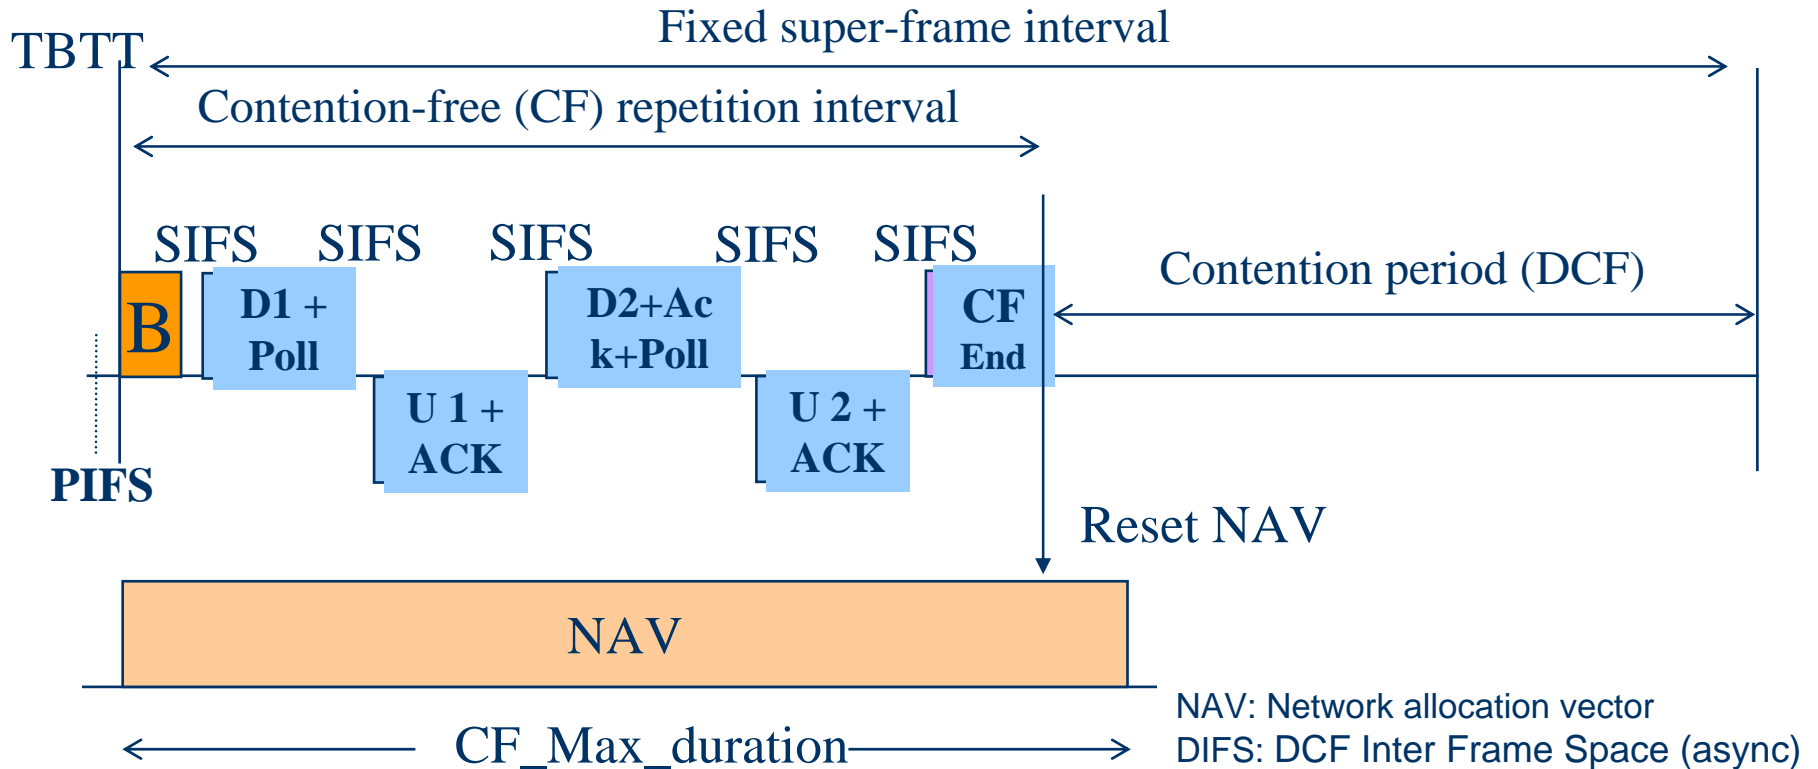 Fixed super-frame interval
TBTT
Contention-free (CF) repetition interval
SIFS SIFS SIFS SIFS SIFS
Contention period (DCF)
B
D1 +
Poll
D2+Ac
k+Poll
CF
End
U 1 +
ACK
U 2 +
ACK
PIFS
Reset NAV
NAV
NAV: Network allocation vector
CF_Max_duration
DIFS: DCF Inter Frame Space (async)